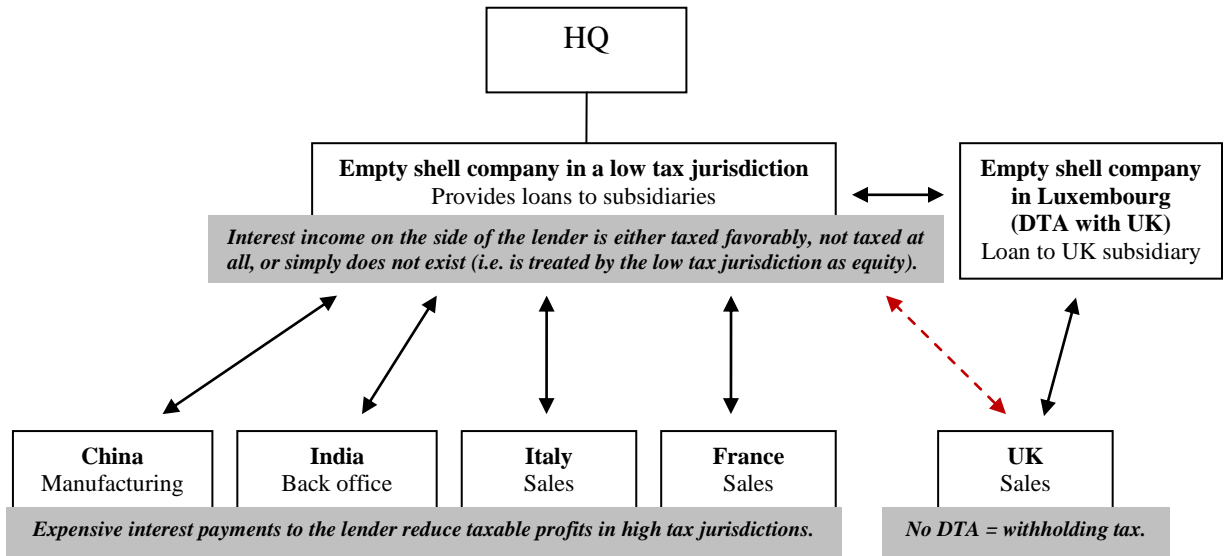 HQ
Empty shell company in a low tax jurisdiction
Provides loans to subsidiaries
Interest income on the side of the lender is either taxed favorably, not taxed at
all, or simply does not exist (i.e. is treated by the low tax jurisdiction as equity).
Empty shell company
in Luxembourg
(DTA with UK)
Loan to UK subsidiary
China
Manufacturing
India
Back office
Italy
Sales
France
Sales
UK
Sales
Expensive interest payments to the lender reduce taxable profits in high tax jurisdictions.
No DTA = withholding tax.